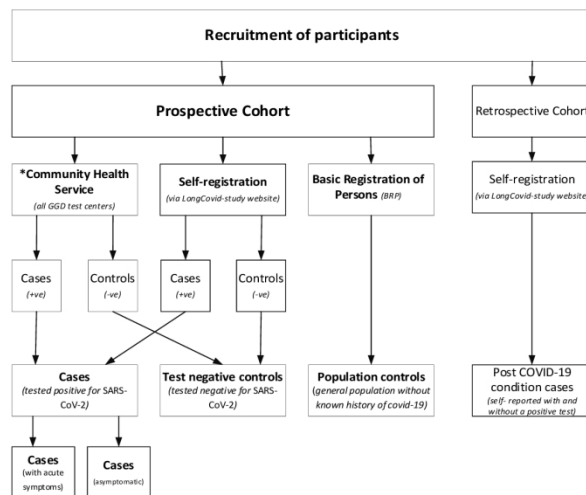 Recruitment of participants
Prospective Cohort
Retrospective Cohort
*Community Health
Service
(all GGD test centers)
Self-registration
(via LongCovid-study website)
Basic Registration of
Persons (BRP)
Self-registration
(via LongCovid-study website)
Cases
(+ve)
Controls
(-ve)
Cases
(+ve)
Controls
(-ve)
Cases
(tested positive for SARS-
CoV-2)
Test negative controls
(tested negative for SARS-
CoV-2
Population controls
(general population without
known history of covid-19)
Post COVID-19
condition cases
(self- reported with and
without a positive test)
Cases
(with acute
symptoms)
Cases
(asymptomatic)